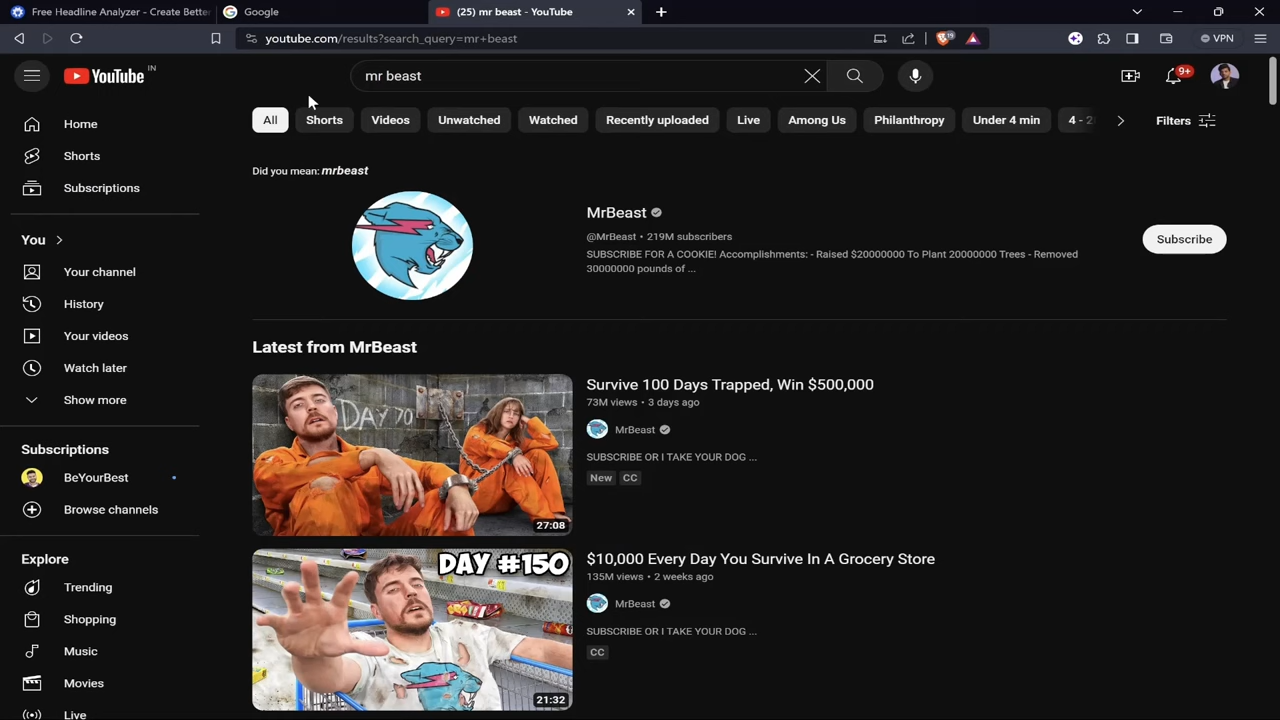 Free Headline Analyzer - Create Better
Google
(25) mr beast - YouTube
youtube.com/results?search_query=mr+beast
19
VPN
YouTube IN
mr beast
9+
All
Shorts
Videos
Unwatched
Watched
Recently uploaded
Live
Among Us
Philanthropy
Under 4 min
Filters
Home
Shorts
Subscriptions
You
Your channel
History
Your videos
Watch later
Show more
Subscriptions
BeYourBest
Browse channels
Explore
Trending
Shopping
Music
Movies
Live
Did you mean: mrbeast
MrBeast
@MrBeast • 219M subscribers
SUBSCRIBE FOR A COOKIE! Accomplishments: - Raised $20000000 To Plant 20000000 Trees - Removed
30000000 pounds of ...
Subscribe
Latest from MrBeast
DAY 70
27:08
Survive 100 Days Trapped, Win $500,000
73M views • 3 days ago
MrBeast
SUBSCRIBE OR I TAKE YOUR DOG ...
New
CC
DAY #150
21:32
$10,000 Every Day You Survive In A Grocery Store
135M views • 2 weeks ago
MrBeast
SUBSCRIBE OR I TAKE YOUR DOG ...
CC